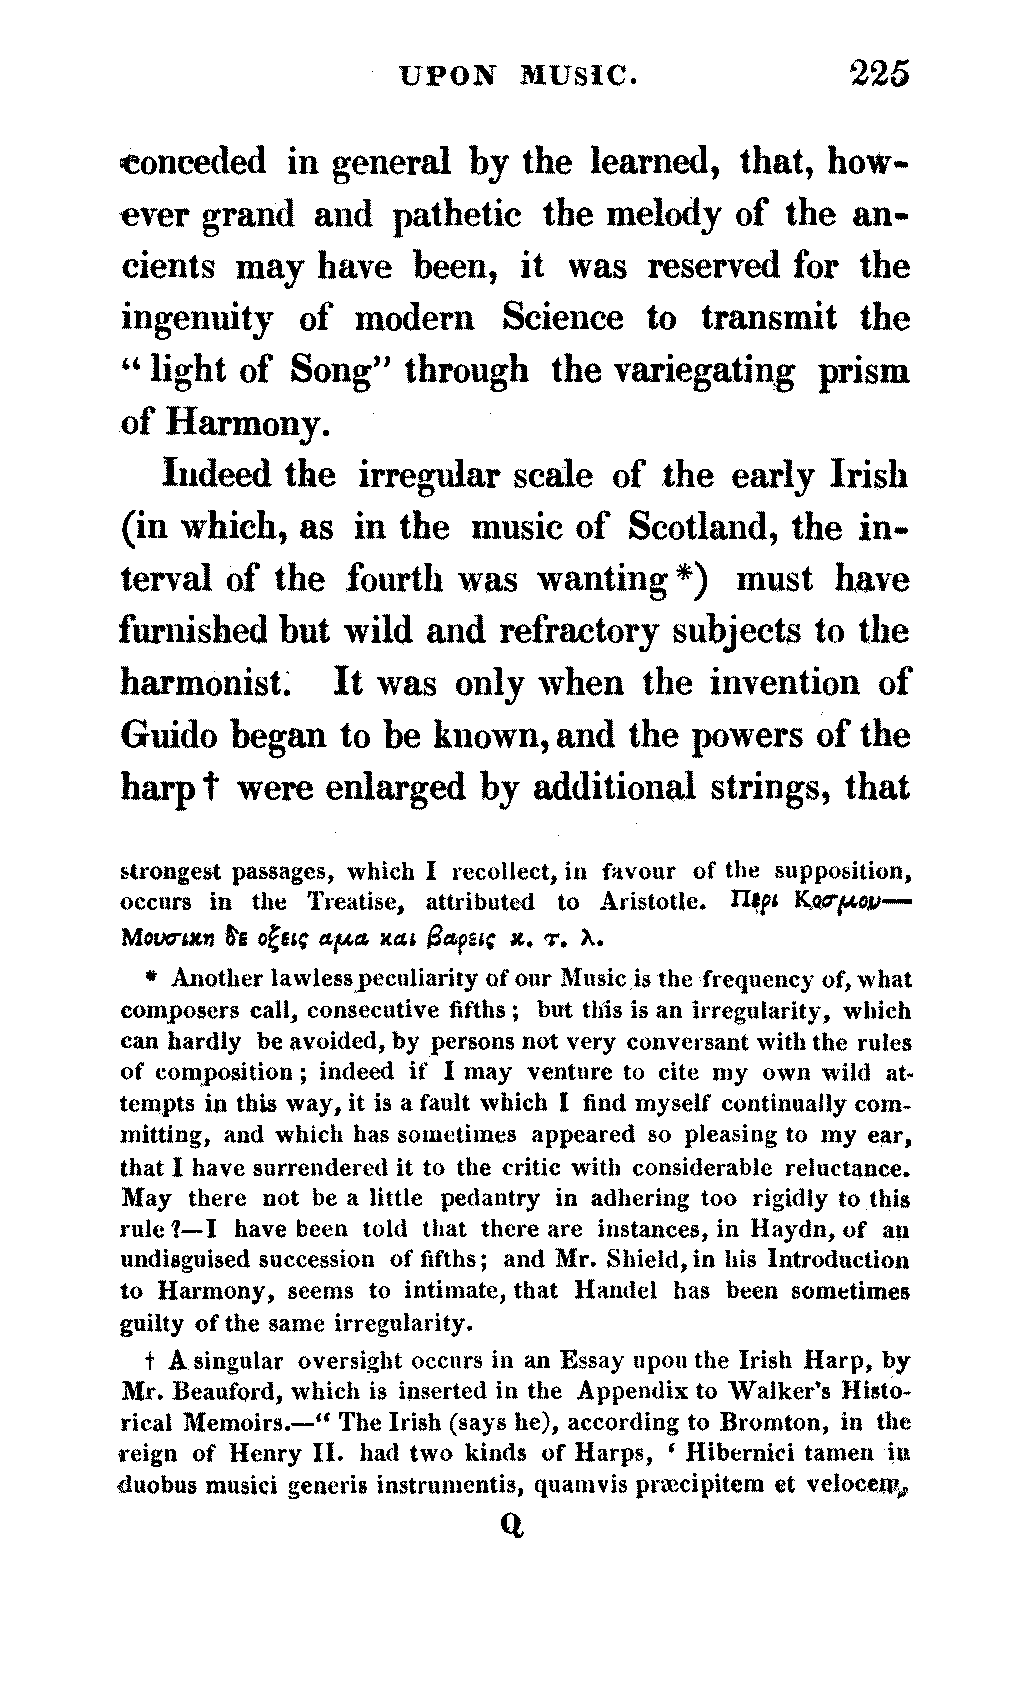 UPON MUSIC. 225
conceded in general by the learned, that, how-
ever grand and pathetic the melody of the an-
cients may have been, it was reserved for the
ingenuity of modern Science to transmit the
“ light of Song” through the variegating prism
of Harmony.
Indeed the irregular scale of the early Irish
(in which, as in the music of Scotland, the in-
terval of the fourth was wanting *) must have
furnished but wild and refractory subjects to the
harmonist. It was only when the invention of
Guido began to be known, and the powers of the
harp † were enlarged by additional strings, that
strongest passages, which I recollect, in favour of the supposition,
occurs in the Treatise, attributed to Aristotle. Περι Κοσμου—
Μουσικη δε οξεις αμα και βαρεις κ. τ. λ.
* Another lawless peculiarity of our Music is the frequency of, what
composers call, consecutive fifths ; but this is an irregularity, which
can hardly be avoided, by persons not very conversant with the rules
of composition ; indeed if I may venture to cite my own wild at-
tempts in this way, it is a fault which I find myself continually com-
mitting, and which has sometimes appeared so pleasing to my ear,
that I have surrendered it to the critic with considerable reluctance.
May there not be a little pedantry in adhering too rigidly to this
rule ?—I have been told that there are instances, in Haydn, of an
undisguised succession of fifths ; and Mr. Shield, in his Introduction
to Harmony, seems to intimate, that Handel has been sometimes
guilty of the same irregularity.
† A singular oversight occurs in an Essay upon the Irish Harp, by
Mr. Beauford, which is inserted in the Appendix to Walker’s Histo-
rical Memoirs.—“ The Irish (says he), according to Bromton, in the
reign of Henry II. had two kinds of Harps, ‘ Hibernici tamen in
duobus musici generis instrumentis, quamvis præcipitem et velocem,
Q